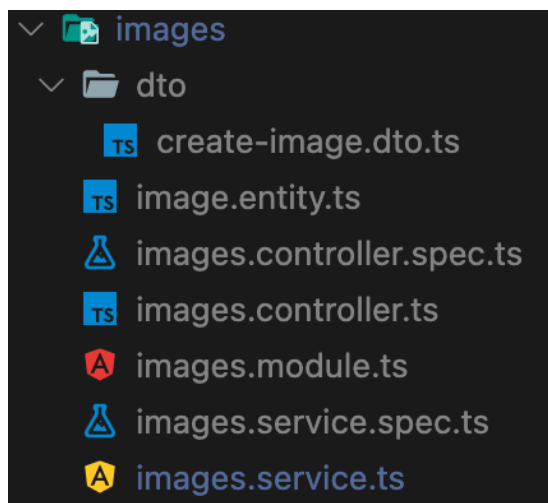 images
dto
TS create-image.dto.ts
TS image.entity.ts
images.controller.spec.ts
TS images.controller.ts
A images.module.ts
images.service.spec.ts
A images.service.ts